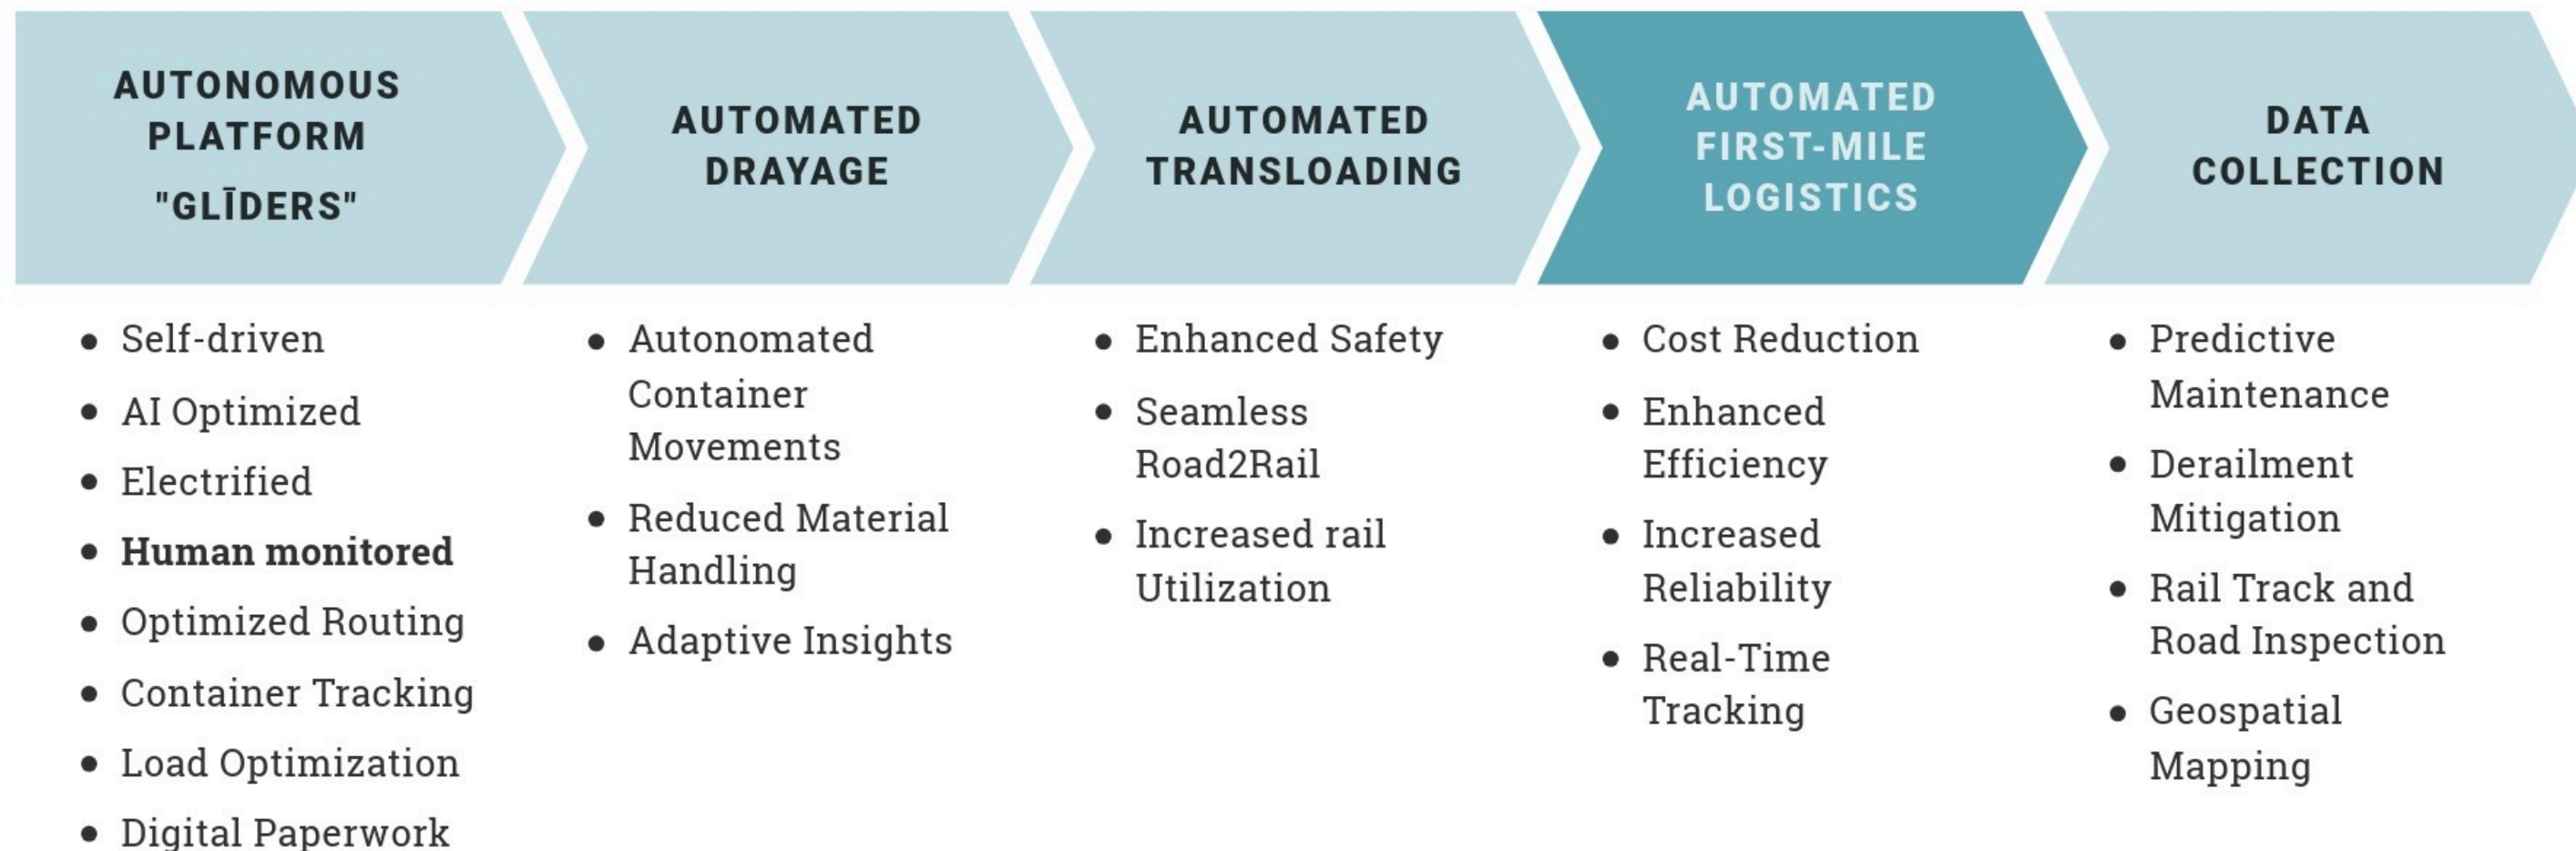 AUTONOMOUS
PLATFORM
"GLĪDERS"
• Self-driven
• AI Optimized
• Electrified
• Human monitored
• Optimized Routing
• Container Tracking
• Load Optimization
• Digital Paperwork
AUTOMATED
DRAYAGE
• Autonomated
Container
Movements
• Reduced Material
Handling
• Adaptive Insights
AUTOMATED
TRANSLOADING
• Enhanced Safety
• Seamless
Road2Rail
• Increased rail
Utilization
AUTOMATED
FIRST-MILE
LOGISTICS
• Cost Reduction
• Enhanced
Efficiency
• Increased
Reliability
• Real-Time
Tracking
DATA
COLLECTION
• Predictive
Maintenance
• Derailment
Mitigation
• Rail Track and
Road Inspection
• Geospatial
Mapping